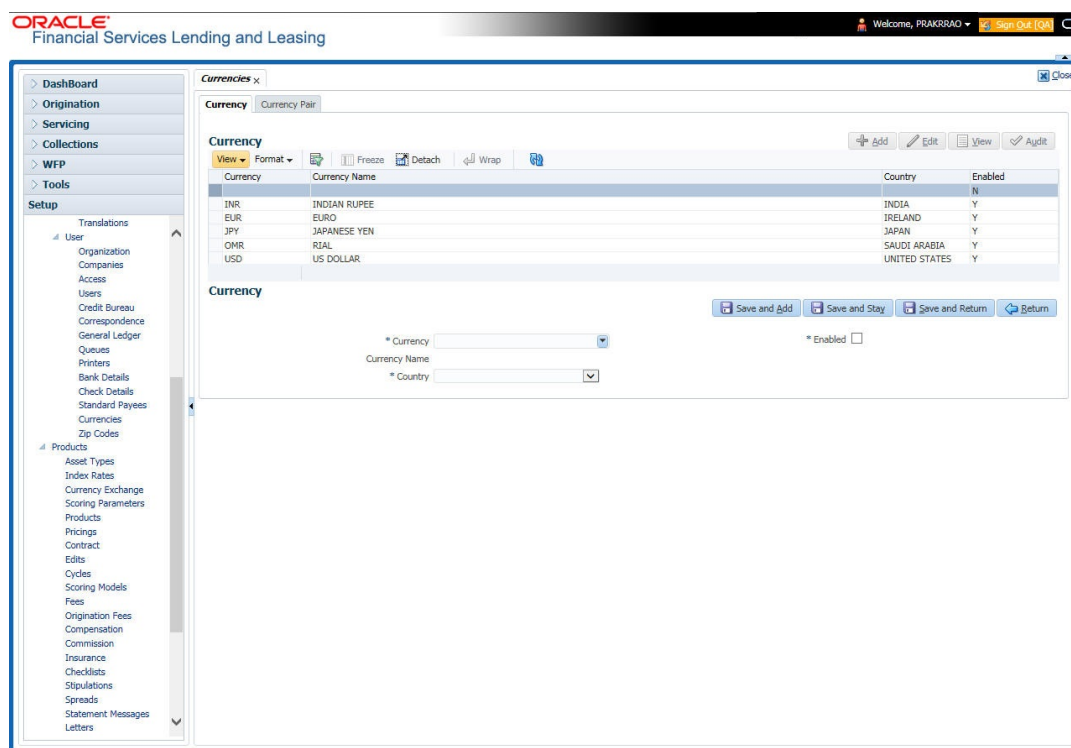 ORACLE'
Financial Services Lending and Leasing
Welcome, PRAKRRAO
Sign Out [QA]
DashBoard
Origination
Servicing
Collections
WFP
Tools
Setup
Translations
User
Organization
Companies
Access
Users
Credit Bureau
Correspondence
General Ledger
Queues
Printers
Bank Details
Check Details
Standard Payees
Currencies
Zip Codes
Products
Asset Types
Index Rates
Currency Exchange
Scoring Parameters
Products
Pricings
Contract
Edits
Cycles
Scoring Models
Fees
Origination Fees
Compensation
Commission
Insurance
Checklists
Stipulations
Spreads
Statement Messages
Letters
Currencies x
Close
Currency Currency Pair
Currency
Add Edit View Audit
View Format Freeze Detach Wrap
Currency Currency Name Country Enabled
N
INR INDIAN RUPEE INDIA Y
EUR EURO IRELAND Y
JPY JAPANESE YEN JAPAN Y
OMR RIAL SAUDI ARABIA Y
USD US DOLLAR UNITED STATES Y
Currency
Save and Add Save and Stay Save and Return Return
* Currency
* Enabled
Currency Name
* Country